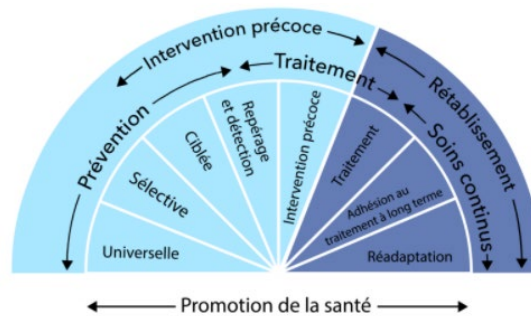 Intervention précoce
Prévention
Traitement
Rétablissement
Soins continus
Universelle
Sélective
Ciblée
Repérage
et détection
Intervention précoce
Traitement
Adhésion au
traitement à long terme
Réadaptation
Promotion de la santé